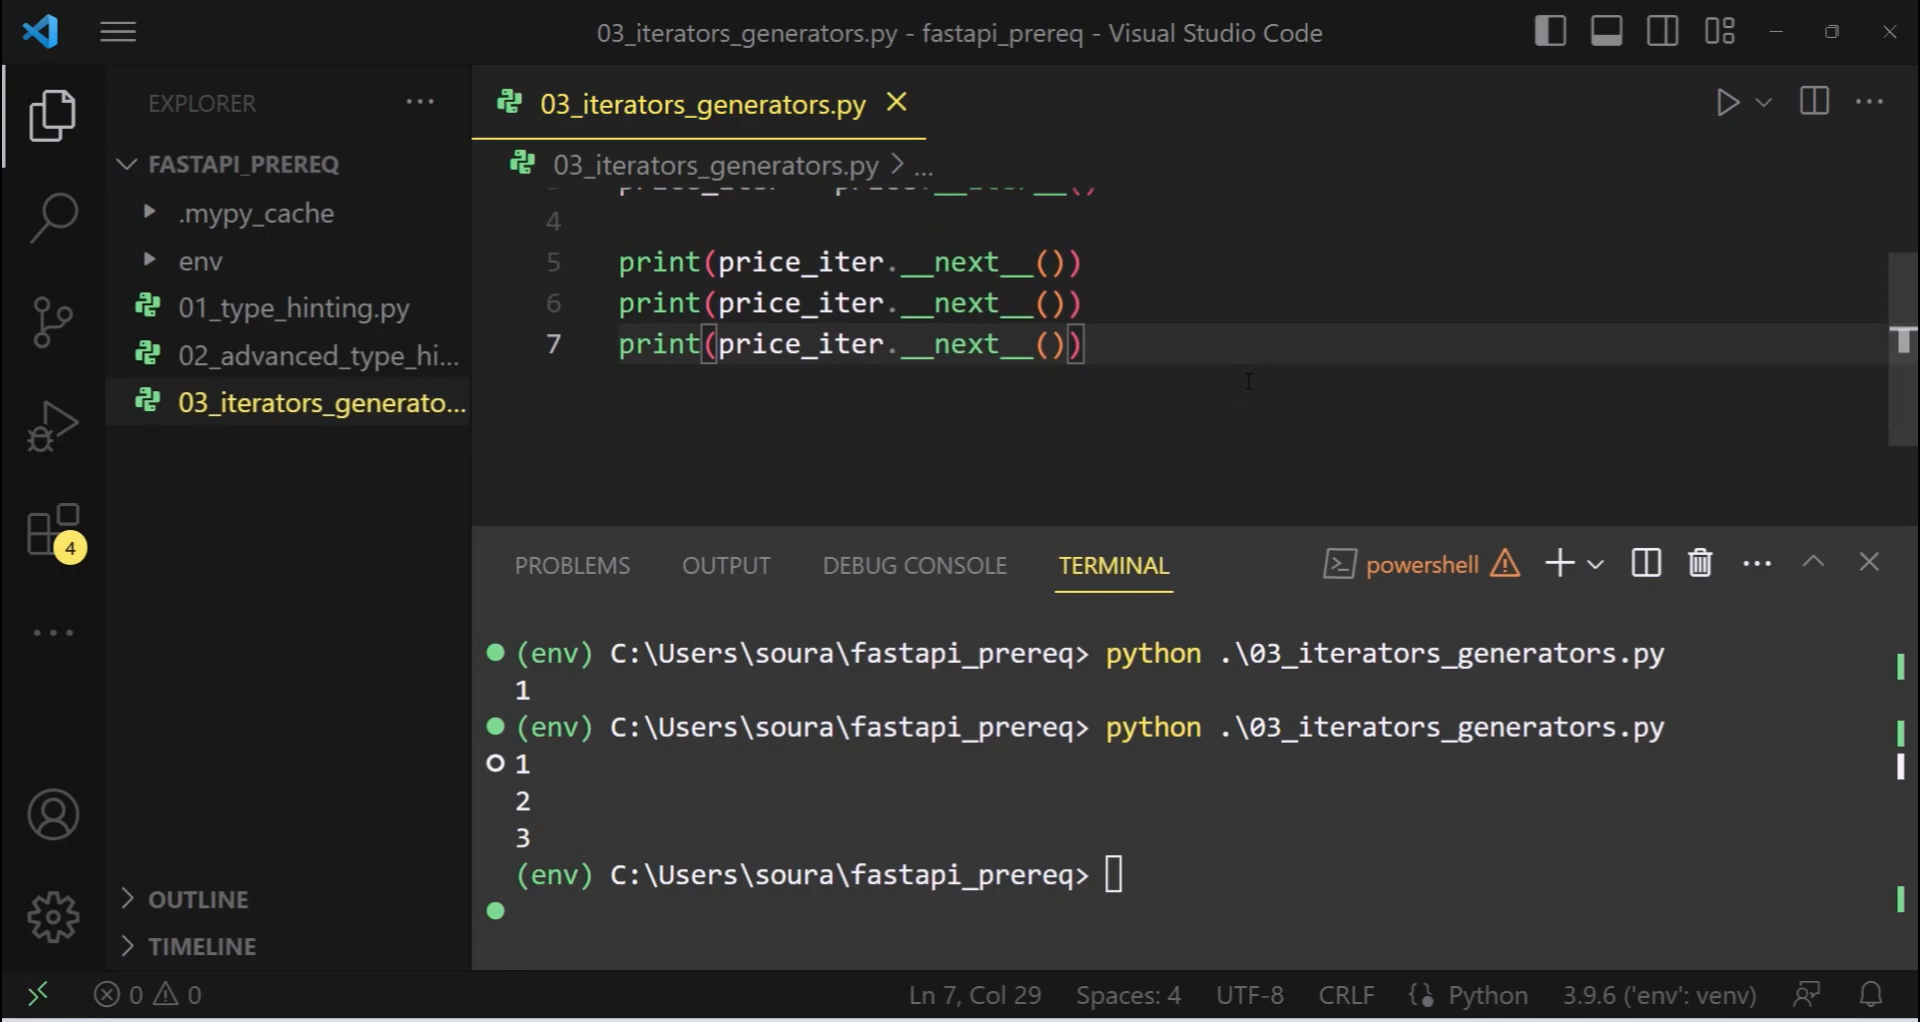 03_iterators_generators.py - fastapi_prereq - Visual Studio Code
EXPLORER
FASTAPI_PREREQ
.mypy_cache
env
01_type_hinting.py
02_advanced_type_hi...
03_iterators_generato...
OUTLINE
TIMELINE
4
03_iterators_generators.py
03_iterators_generators.py > ...
price_iter = price.__iter__()
4
5 print(price_iter.__next__())
6 print(price_iter.__next__())
7 print(price_iter.__next__())
PROBLEMS OUTPUT DEBUG CONSOLE TERMINAL powershell
(env) C:\Users\soura\fastapi_prereq> python .\03_iterators_generators.py
1
(env) C:\Users\soura\fastapi_prereq> python .\03_iterators_generators.py
1
2
3
(env) C:\Users\soura\fastapi_prereq>
0 0 Ln 7, Col 29 Spaces: 4 UTF-8 CRLF Python 3.9.6 ('env': venv)